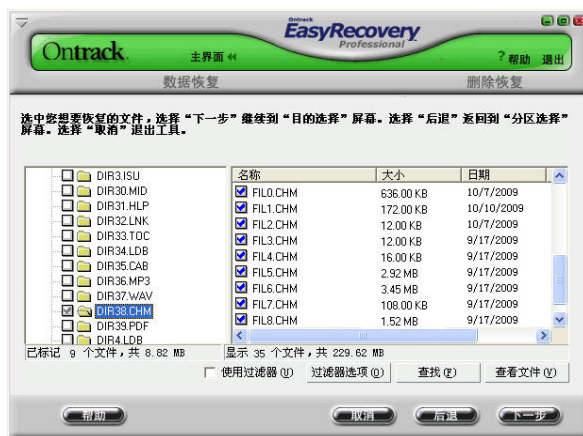 Ontrack
EasyRecovery
Professional
Ontrack
主界面
?帮助 退出
数据恢复 删除恢复
选中您想要恢复的文件，选择“下一步”继续到“目的选择”屏幕。选择“后退”返回到“分区选择”
屏幕。选择“取消”退出工具。
DIR3.ISU
DIR30.MID
DIR31.HLP
DIR32.LNK
DIR33.TOC
DIR34.LDB
DIR35.CAB
DIR36.MP3
DIR37.WAV
DIR38.CHM
DIR39.PDF
DIR4.LDB
名称 大小 日期
FIL0.CHM 636.00 KB 10/7/2009
FIL1.CHM 172.00 KB 10/10/2009
FIL2.CHM 12.00 KB 10/7/2009
FIL3.CHM 12.00 KB 9/17/2009
FIL4.CHM 16.00 KB 9/17/2009
FIL5.CHM 2.92 MB 9/17/2009
FIL6.CHM 3.45 MB 9/17/2009
FIL7.CHM 108.00 KB 9/17/2009
FIL8.CHM 1.52 MB 9/17/2009
已标记 9 个文件，共 8.82 MB 显示 35 个文件，共 229.62 MB
使用过滤器(U) 过滤器选项(O) 查找(F) 查看文件(V)
帮助 取消 后退 下一步